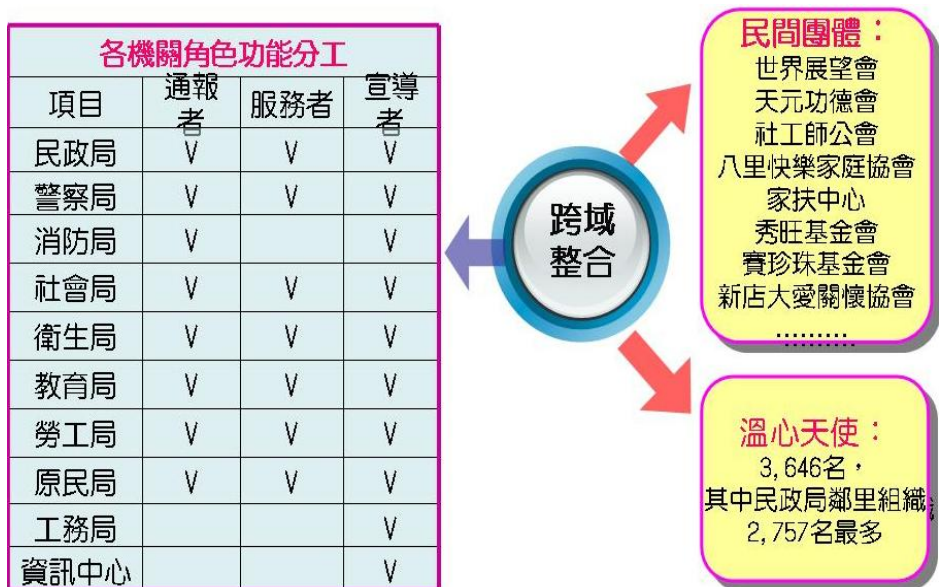 各機關角色功能分工
項目 通報者 服務者 宣導者
民政局 V V V
警察局 V V V
消防局 V V
社會局 V V V
衛生局 V V V
教育局 V V V
勞工局 V V V
原民局 V V V
工務局 V
資訊中心 V
跨域
整合
民間團體：
世界展望會
天元功德會
社工師公會
八里快樂家庭協會
家扶中心
秀旺基金會
賽珍珠基金會
新店大愛關懷協會
………
溫心天使：
3,646名，
其中民政局鄰里組織
2,757名最多